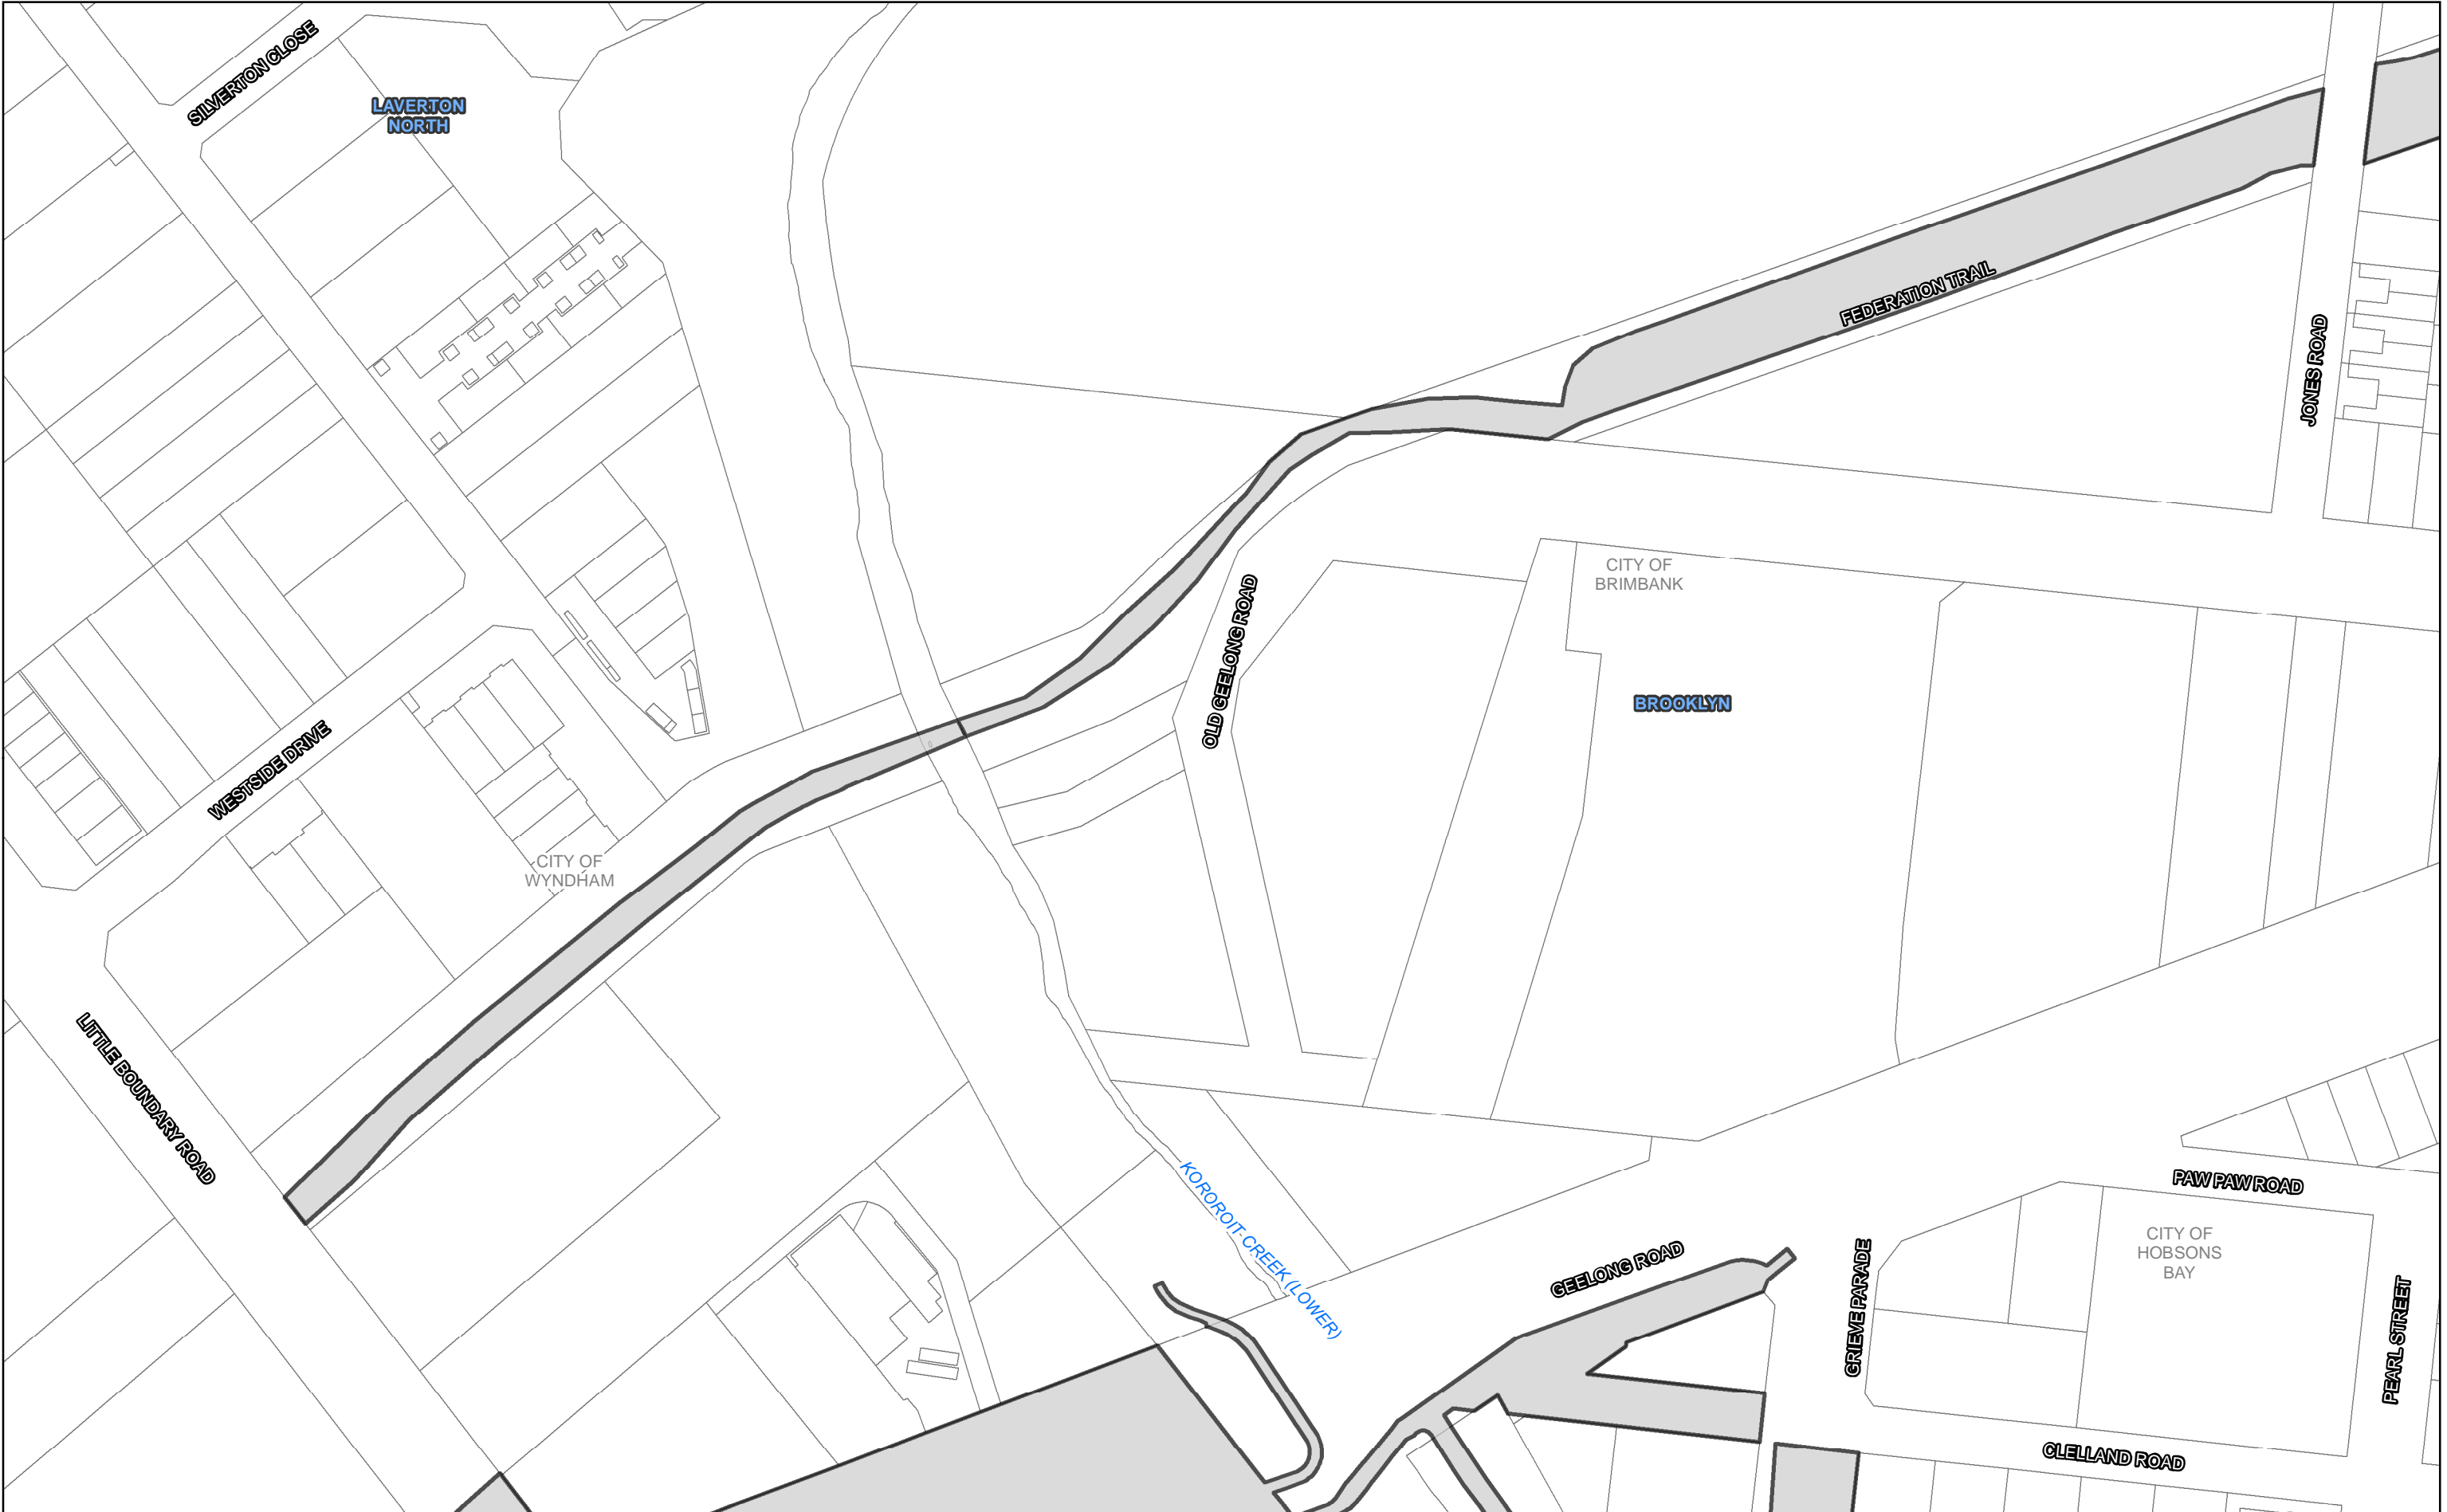 SILVERTON CLOSE
LAVERTON
NORTH
FEDERATION TRAIL
JONES ROAD
CITY OF
BRIMBANK
OLD GEELONG ROAD
BROOKLYN
WESTSIDE DRIVE
CITY OF
WYNDHAM
LITTLE BOUNDARY ROAD
KOROROIT CREEK (LOWER)
PAW PAW ROAD
CITY OF
HOBSONS
BAY
GEELONG ROAD
GRIEVE PARADE
PEARL STREET
CLELLAND ROAD